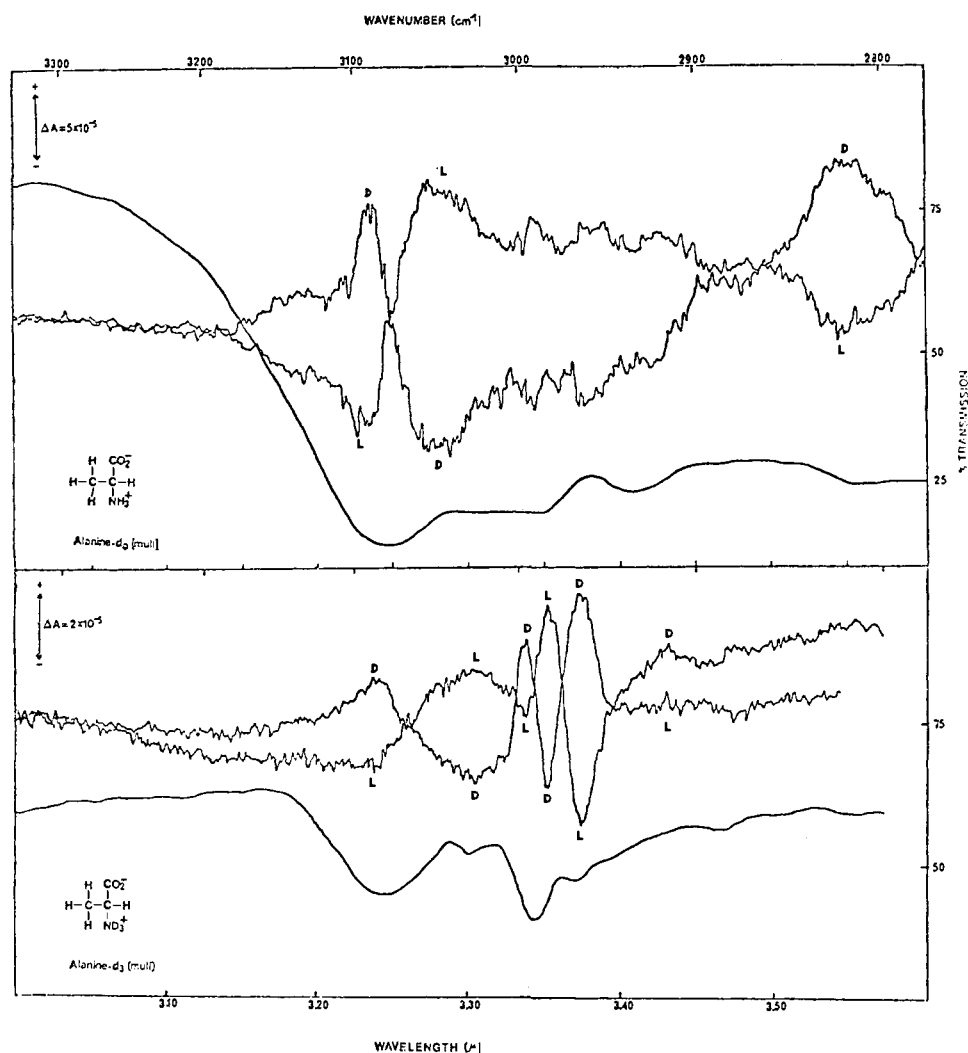 WAVENUMBER (cm⁻¹)
3300 3200 3100 3000 2900 2800
+
ΔA = 5×10⁻⁵
−
D
L
D
75
50
25
% TRANSMISSION
L
D
L
H CO₂⁻
H–C–C–H
H NH₃⁺
Alanine-d₀ [mull]
+
ΔA = 2×10⁻⁵
−
D L D L D D
L D L D L L
75
50
H CO₂⁻
H–C–C–H
H ND₃⁺
Alanine-d₃ (mull)
3.10 3.20 3.30 3.40 3.50
WAVELENGTH (μ)